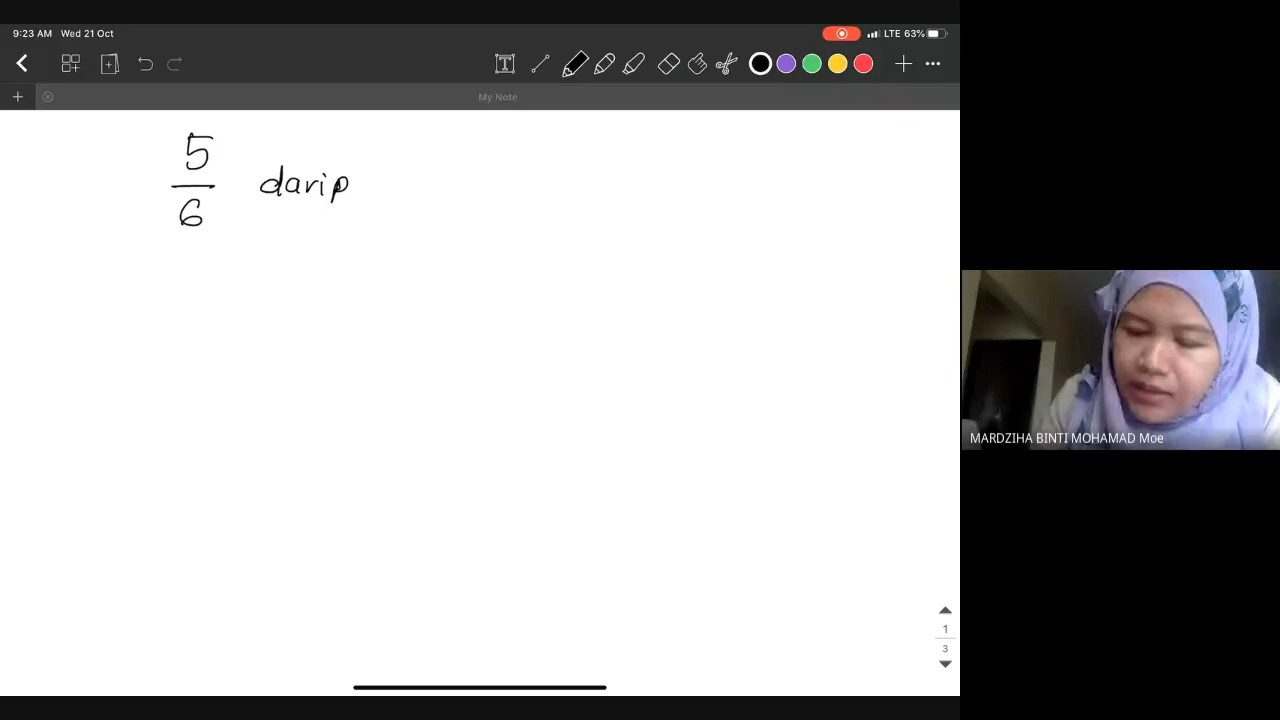 9:23 AM Wed 21 Oct LTE 63%
T
My Note
5
6 darip
MARDZIHA BINTI MOHAMAD Moe
1
3